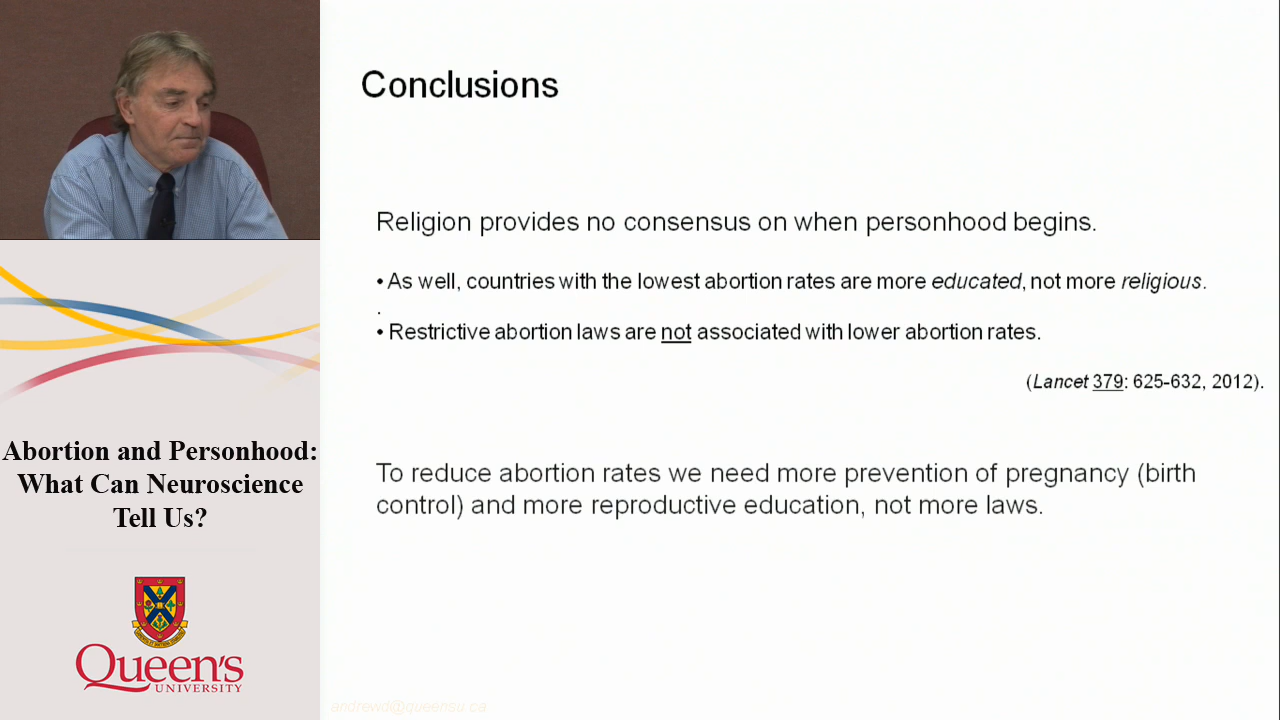 Conclusions
Religion provides no consensus on when personhood begins.
• As well, countries with the lowest abortion rates are more educated, not more religious.
.
• Restrictive abortion laws are not associated with lower abortion rates.
(Lancet 379: 625-632, 2012).
To reduce abortion rates we need more prevention of pregnancy (birth
control) and more reproductive education, not more laws.
andrewd@queensu.ca
Abortion and Personhood:
What Can Neuroscience
Tell Us?
Queen's
UNIVERSITY